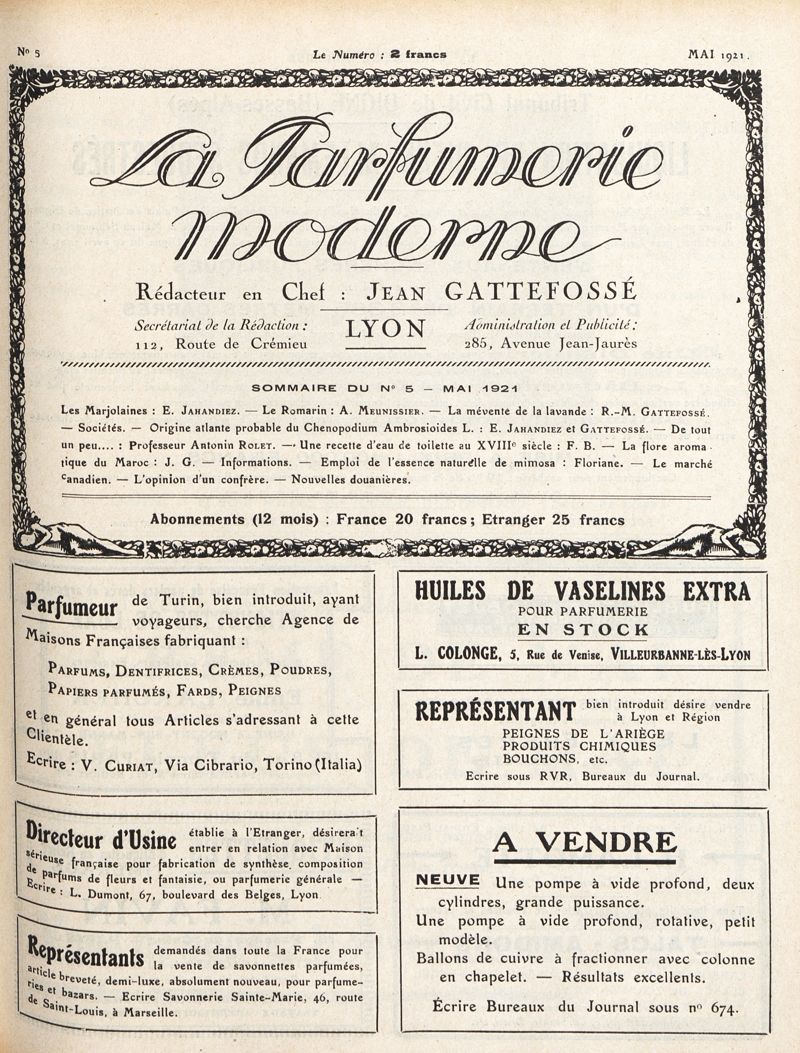 Nº 5
Le Numéro : 2 francs
MAI 1921.
La Parfumerie
moderne
Rédacteur en Chef : JEAN GATTEFOSSÉ
Secrétariat de la Rédaction :
112, Route de Crémieu
LYON
Administration et Publicité :
285, Avenue Jean-Jaurès
SOMMAIRE DU Nº 5 — MAI 1921
Les Marjolaines : E. JAHANDIEZ. — Le Romarin : A. MEUNISSIER. — La mévente de la lavande : R.-M. GATTEFOSSÉ.
— Sociétés. — Origine atlante probable du Chenopodium Ambrosioides L. : E. JAHANDIEZ et GATTEFOSSÉ. — De tout
un peu.... : Professeur Antonin ROLET. — Une recette d'eau de toilette au XVIIIe siècle : F. B. — La flore aroma
tique du Maroc : J. G. — Informations. — Emploi de l'essence naturelle de mimosa : Floriane. — Le marché
canadien. — L'opinion d'un confrère. — Nouvelles douanières.
Abonnements (12 mois) : France 20 francs ; Etranger 25 francs
Parfumeur de Turin, bien introduit, ayant
voyageurs, cherche Agence de
Maisons Françaises fabriquant :
PARFUMS, DENTIFRICES, CRÈMES, POUDRES,
PAPIERS PARFUMÉS, FARDS, PEIGNES
et en général tous Articles s'adressant à cette
Clientèle.
Ecrire : V. CURIAT, Via Cibrario, Torino (Italia)
Directeur d'Usine établie à l'Etranger, désirerait
entrer en relation avec Maison
sérieuse française pour fabrication de synthèse, composition
de parfums de fleurs et fantaisie, ou parfumerie générale —
Ecrire : L. Dumont, 67, boulevard des Belges, Lyon
Représentants demandés dans toute la France pour
la vente de savonnettes parfumées,
article breveté, demi-luxe, absolument nouveau, pour parfume-
ries et bazars. — Ecrire Savonnerie Sainte-Marie, 46, route
de Saint-Louis, à Marseille.
HUILES DE VASELINES EXTRA
POUR PARFUMERIE
EN STOCK
L. COLONGE, 5, Rue de Venise, VILLEURBANNE-LÈS-LYON
REPRÉSENTANT bien introduit désire vendre
à Lyon et Région
PEIGNES DE L'ARIÈGE
PRODUITS CHIMIQUES
BOUCHONS, etc.
Ecrire sous RVR, Bureaux du Journal.
A VENDRE
NEUVE Une pompe à vide profond, deux
cylindres, grande puissance.
Une pompe à vide profond, rotative, petit
modèle.
Ballons de cuivre à fractionner avec colonne
en chapelet. — Résultats excellents.
Écrire Bureaux du Journal sous nº 674.